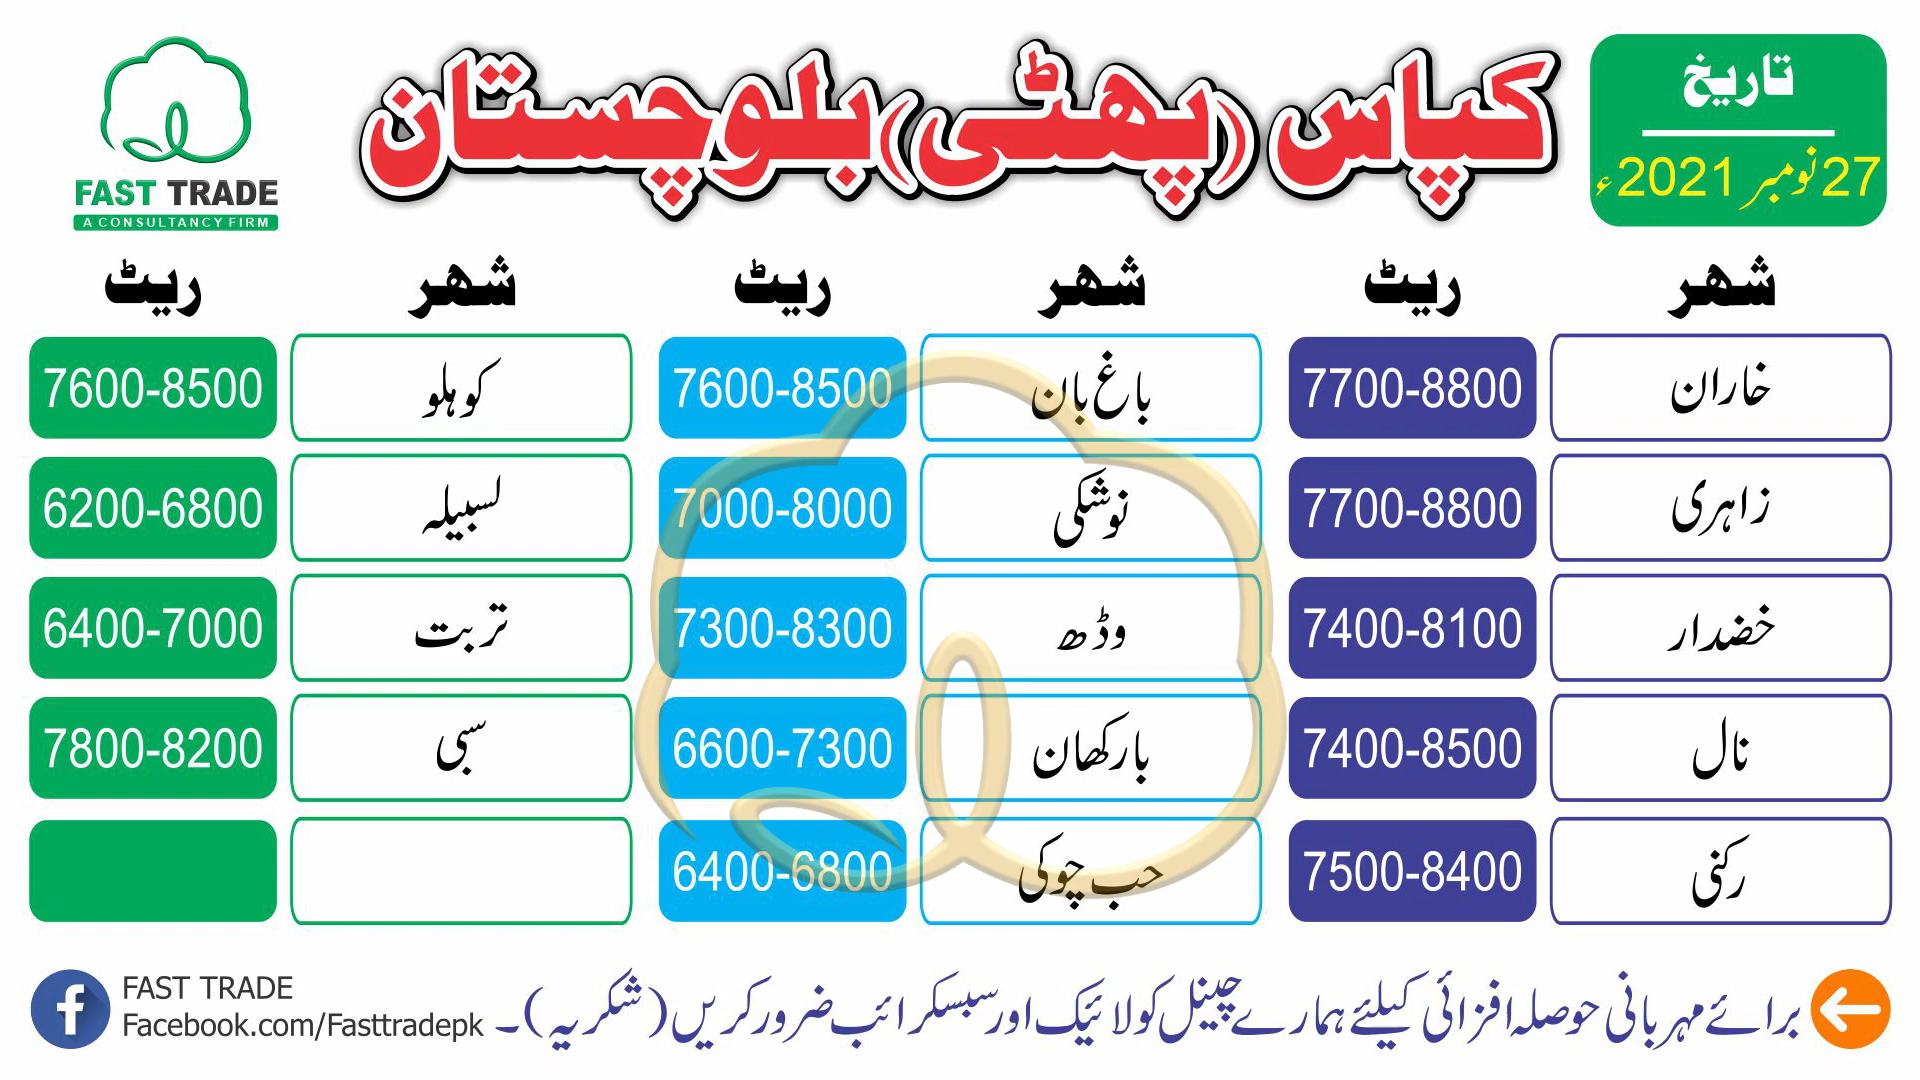 FAST TRADE
A CONSULTANCY FIRM
کپاس (پھٹی) بلوچستان
تاریخ
27 نومبر 2021ء
شھر ریٹ شھر ریٹ شھر ریٹ
خاران 7700-8800 باغ بان 7600-8500 کوہلو 7600-8500
زاہری 7700-8800 نوشکی 7000-8000 لسبیلہ 6200-6800
خضدار 7400-8100 وڈھ 7300-8300 تربت 6400-7000
نال 7400-8500 بارکھان 6600-7300 سبی 7800-8200
رکنی 7500-8400 حب چوکی 6400-6800
برائے مہربانی حوصلہ افزائی کیلئے ہمارے چینل کو لائیک اور سبسکرائب ضرور کریں (شکریہ)۔
FAST TRADE
Facebook.com/Fasttradepk